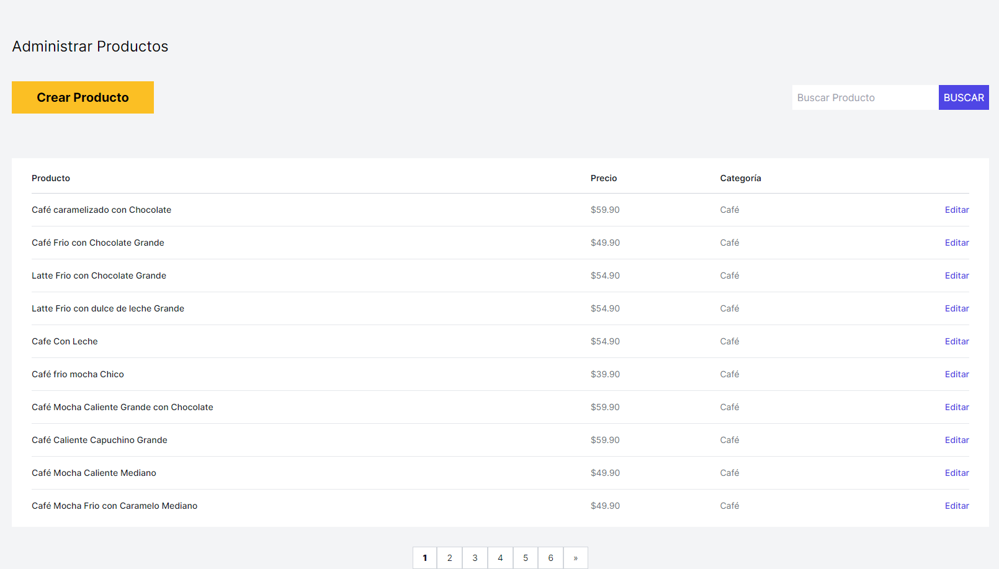 Administrar Productos
Crear Producto
Buscar Producto BUSCAR
Producto Precio Categoría
Café caramelizado con Chocolate $59.90 Café Editar
Café Frio con Chocolate Grande $49.90 Café Editar
Latte Frio con Chocolate Grande $54.90 Café Editar
Latte Frio con dulce de leche Grande $54.90 Café Editar
Cafe Con Leche $54.90 Café Editar
Café frio mocha Chico $39.90 Café Editar
Café Mocha Caliente Grande con Chocolate $59.90 Café Editar
Café Caliente Capuchino Grande $59.90 Café Editar
Café Mocha Caliente Mediano $49.90 Café Editar
Café Mocha Frio con Caramelo Mediano $49.90 Café Editar
1 2 3 4 5 6 »